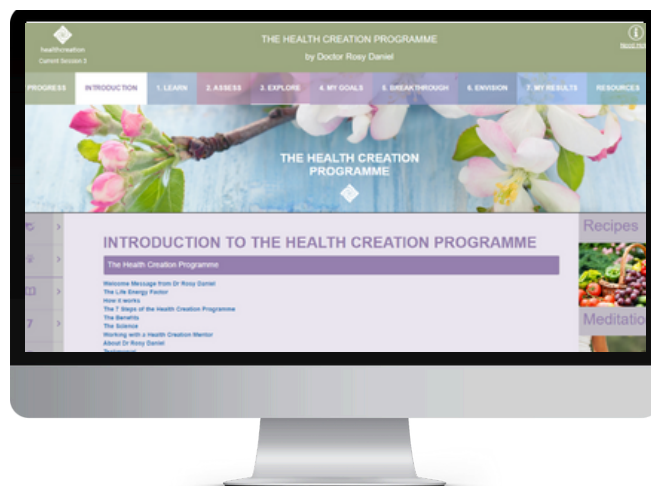 healthcreation
Current Session 3
THE HEALTH CREATION PROGRAMME
by Doctor Rosy Daniel
PROGRESS
INTRODUCTION
1. LEARN
2. ASSESS
3. EXPLORE
4. MY GOALS
5. BREAKTHROUGH
6. ENVISION
7. MY RESULTS
RESOURCES
THE HEALTH CREATION
PROGRAMME
INTRODUCTION TO THE HEALTH CREATION PROGRAMME
The Health Creation Programme
Welcome Message from Dr Rosy Daniel
The Life Energy Factor
How it works
The 7 Steps of the Health Creation Programme
The Benefits
The Science
Working with a Health Creation Mentor
About Dr Rosy Daniel
Recipes
Meditatio